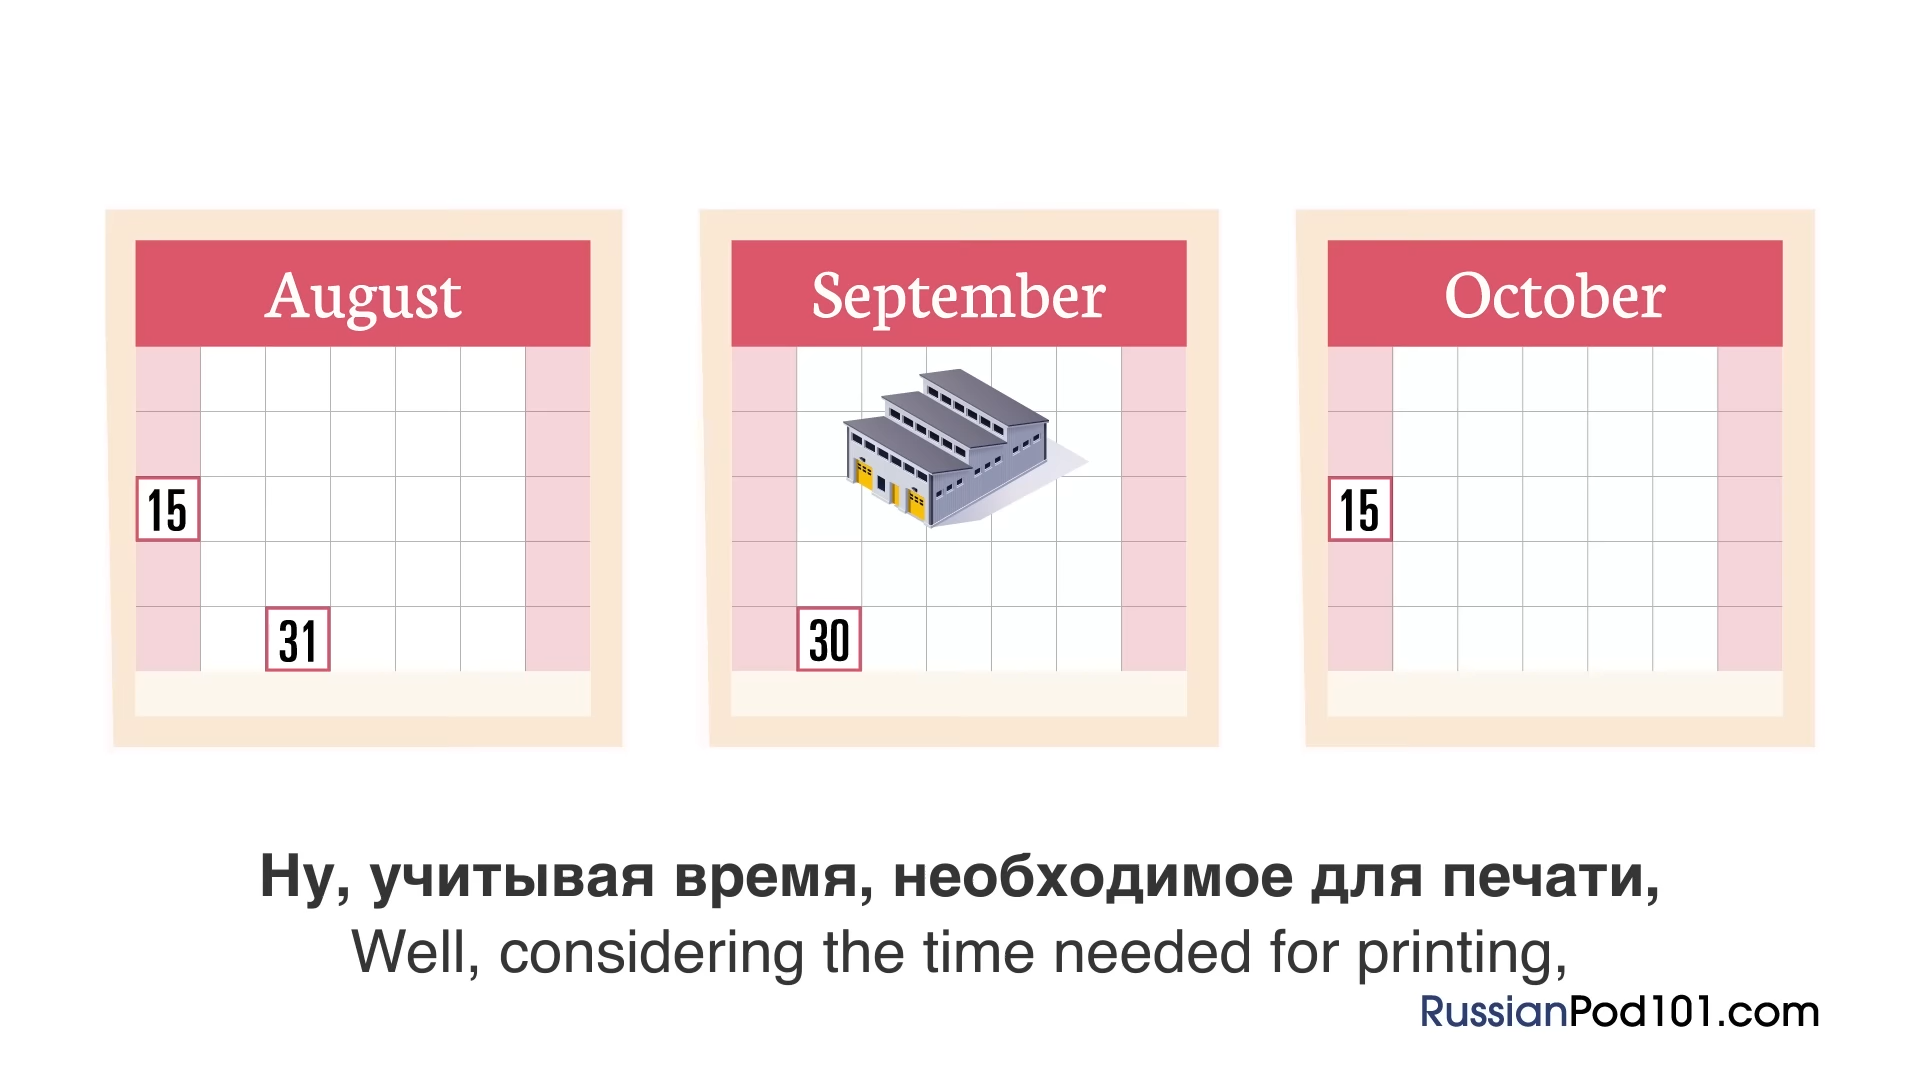 August
September
October
15
15
31
30
Ну, учитывая время, необходимое для печати,
Well, considering the time needed for printing,
RussianPod101.com